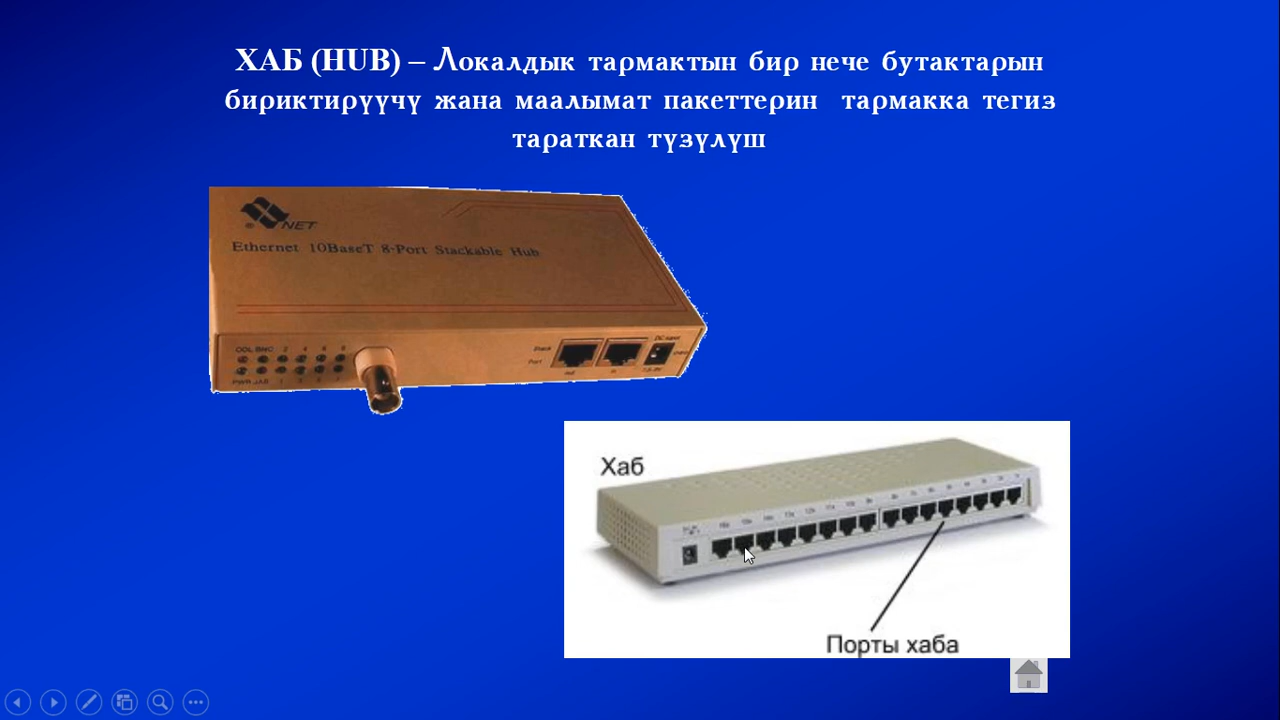 ХАБ (HUB) – Локалдык тармактын бир нече бутактарын
бириктирүүчү жана маалымат пакеттерин тармакка тегиз
тараткан түзүлүш
NET
Ethernet 10BaseT 8-Port Stackable Hub
Хаб
Порты хаба